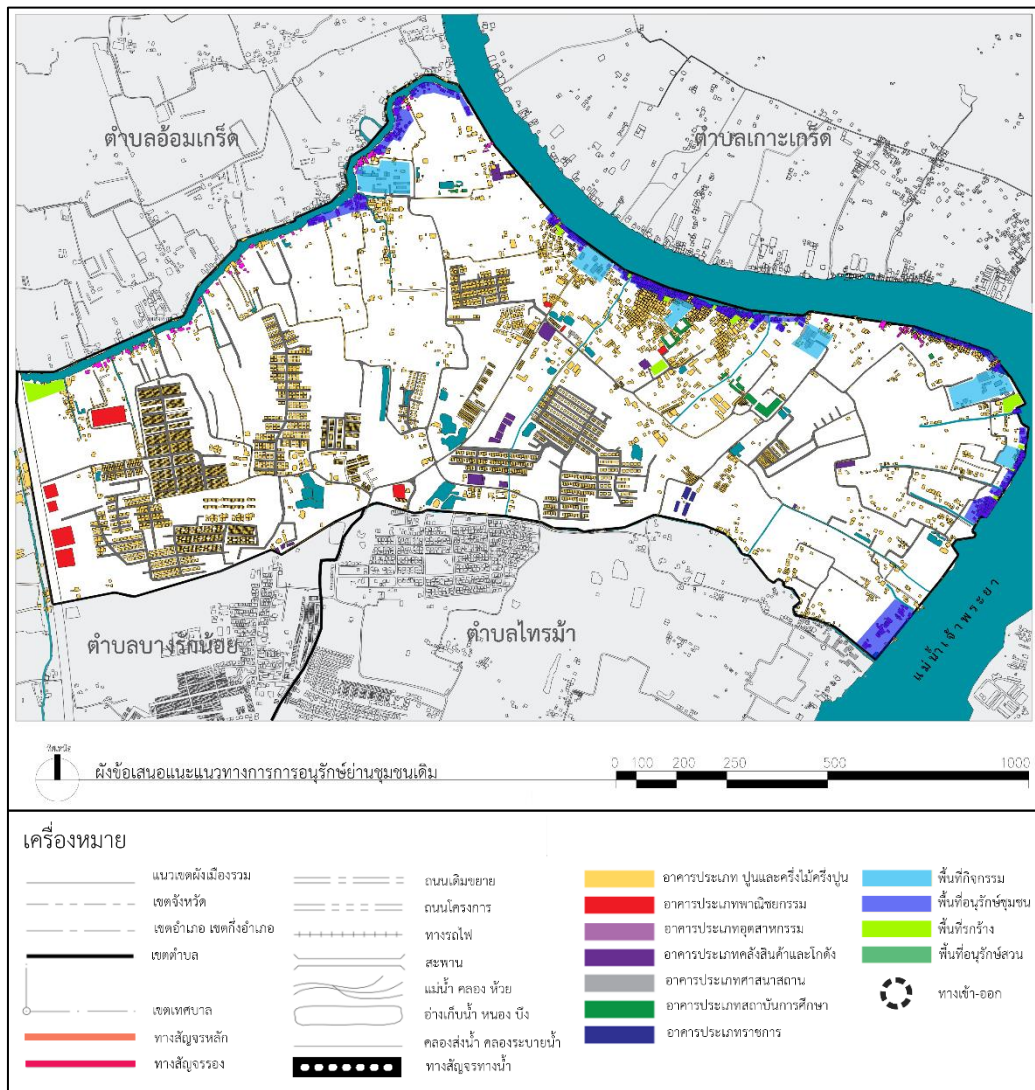 ตำบลอ้อมเกร็ด
ตำบลเกาะเกร็ด
ตำบลบางรักน้อย
ตำบลไทรม้า
แม่น้ำเจ้าพระยา
ทิศเหนือ
ผังข้อเสนอแนะแนวทางการการอนุรักษ์ย่านชุมชนเดิม
0 100 200 250 500 1000
เครื่องหมาย
แนวเขตผังเมืองรวม
เขตจังหวัด
เขตอำเภอ เขตกิ่งอำเภอ
เขตตำบล
เขตเทศบาล
ทางสัญจรหลัก
ทางสัญจรรอง
ถนนเดิมขยาย
ถนนโครงการ
ทางรถไฟ
สะพาน
แม่น้ำ คลอง ห้วย
อ่างเก็บน้ำ หนอง บึง
คลองส่งน้ำ คลองระบายน้ำ
ทางสัญจรทางน้ำ
อาคารประเภท ปูนและครึ่งไม้ครึ่งปูน
อาคารประเภทพาณิชยกรรม
อาคารประเภทอุตสาหกรรม
อาคารประเภทคลังสินค้าและโกดัง
อาคารประเภทศาสนาสถาน
อาคารประเภทสถาบันการศึกษา
อาคารประเภทราชการ
พื้นที่กิจกรรม
พื้นที่อนุรักษ์ชุมชน
พื้นที่รกร้าง
พื้นที่อนุรักษ์สวน
ทางเข้า-ออก